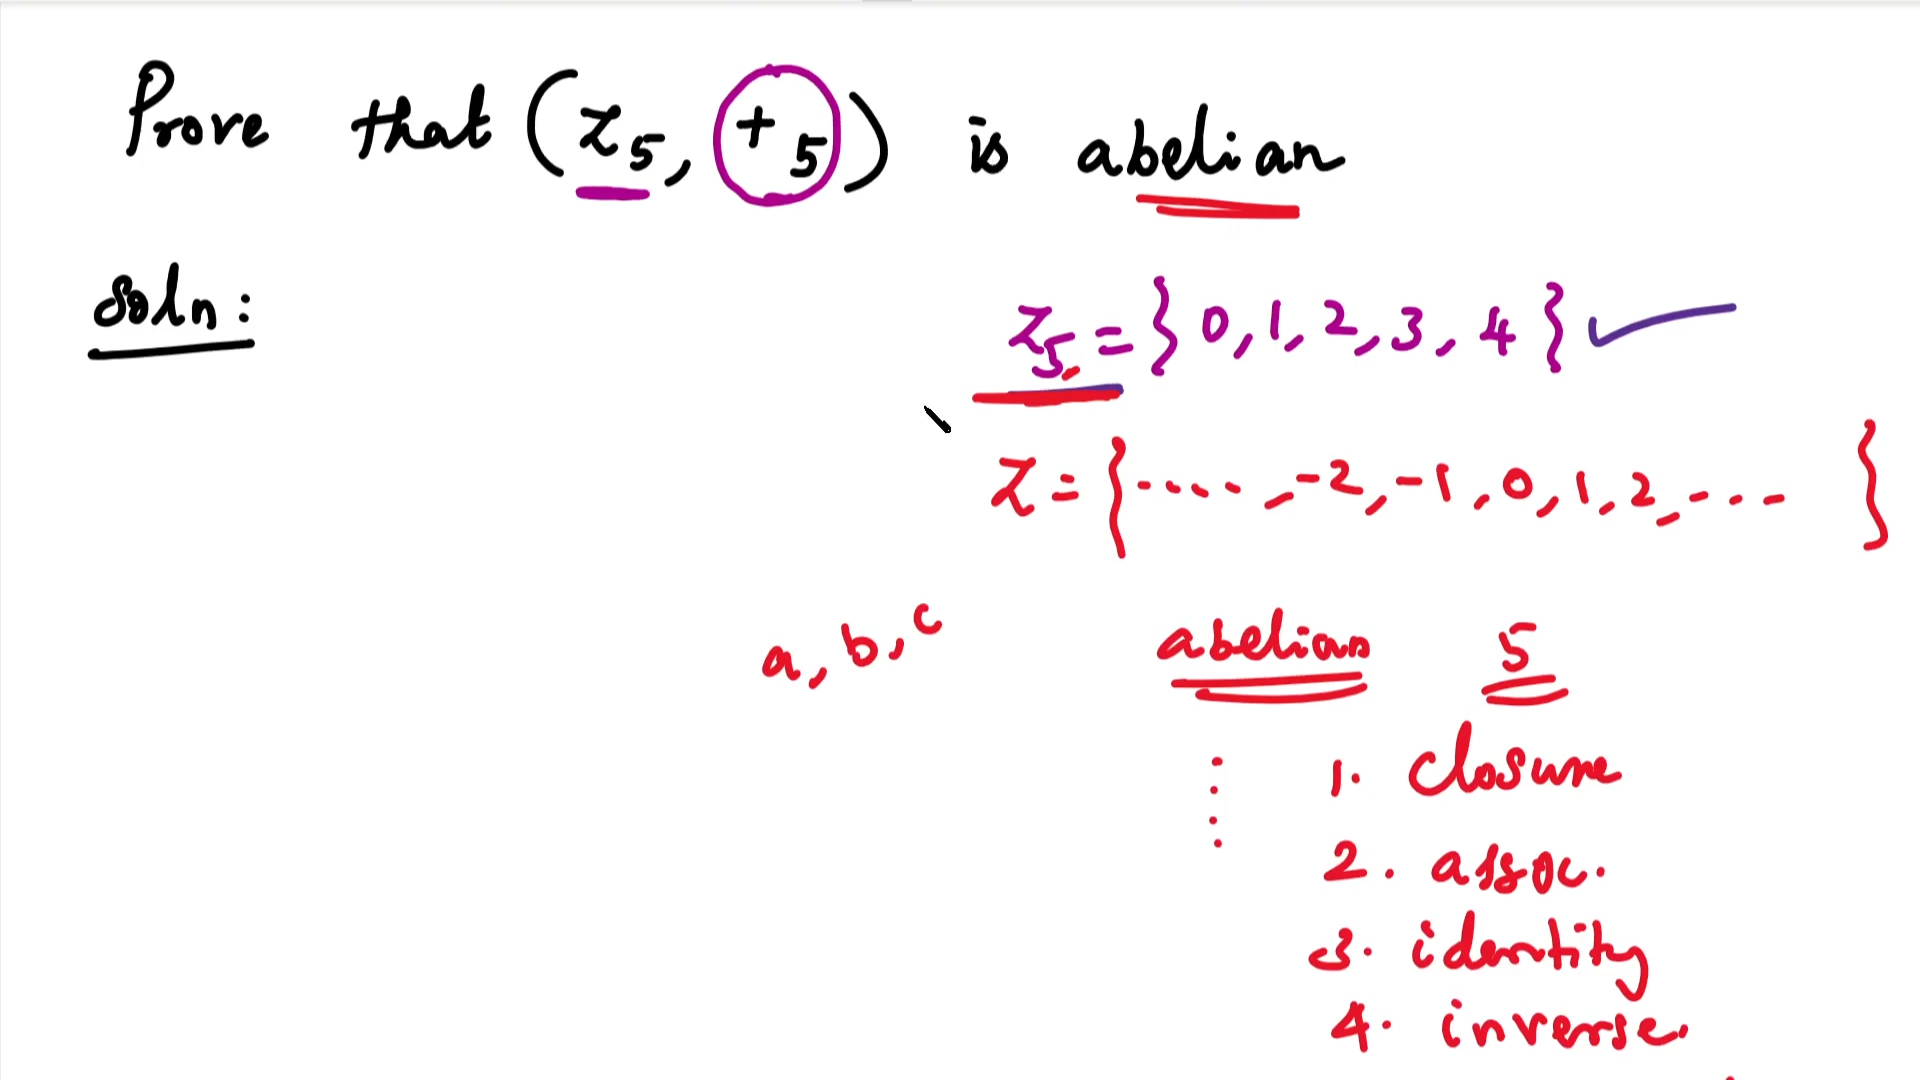 Prove that (Z5, +5) is abelian
Soln:
Z5 = { 0, 1, 2, 3, 4 }
Z = { ...., -2, -1, 0, 1, 2, ... }
a, b, c
abelian 5
1. closure
2. assoc.
3. identity
4. inverse.